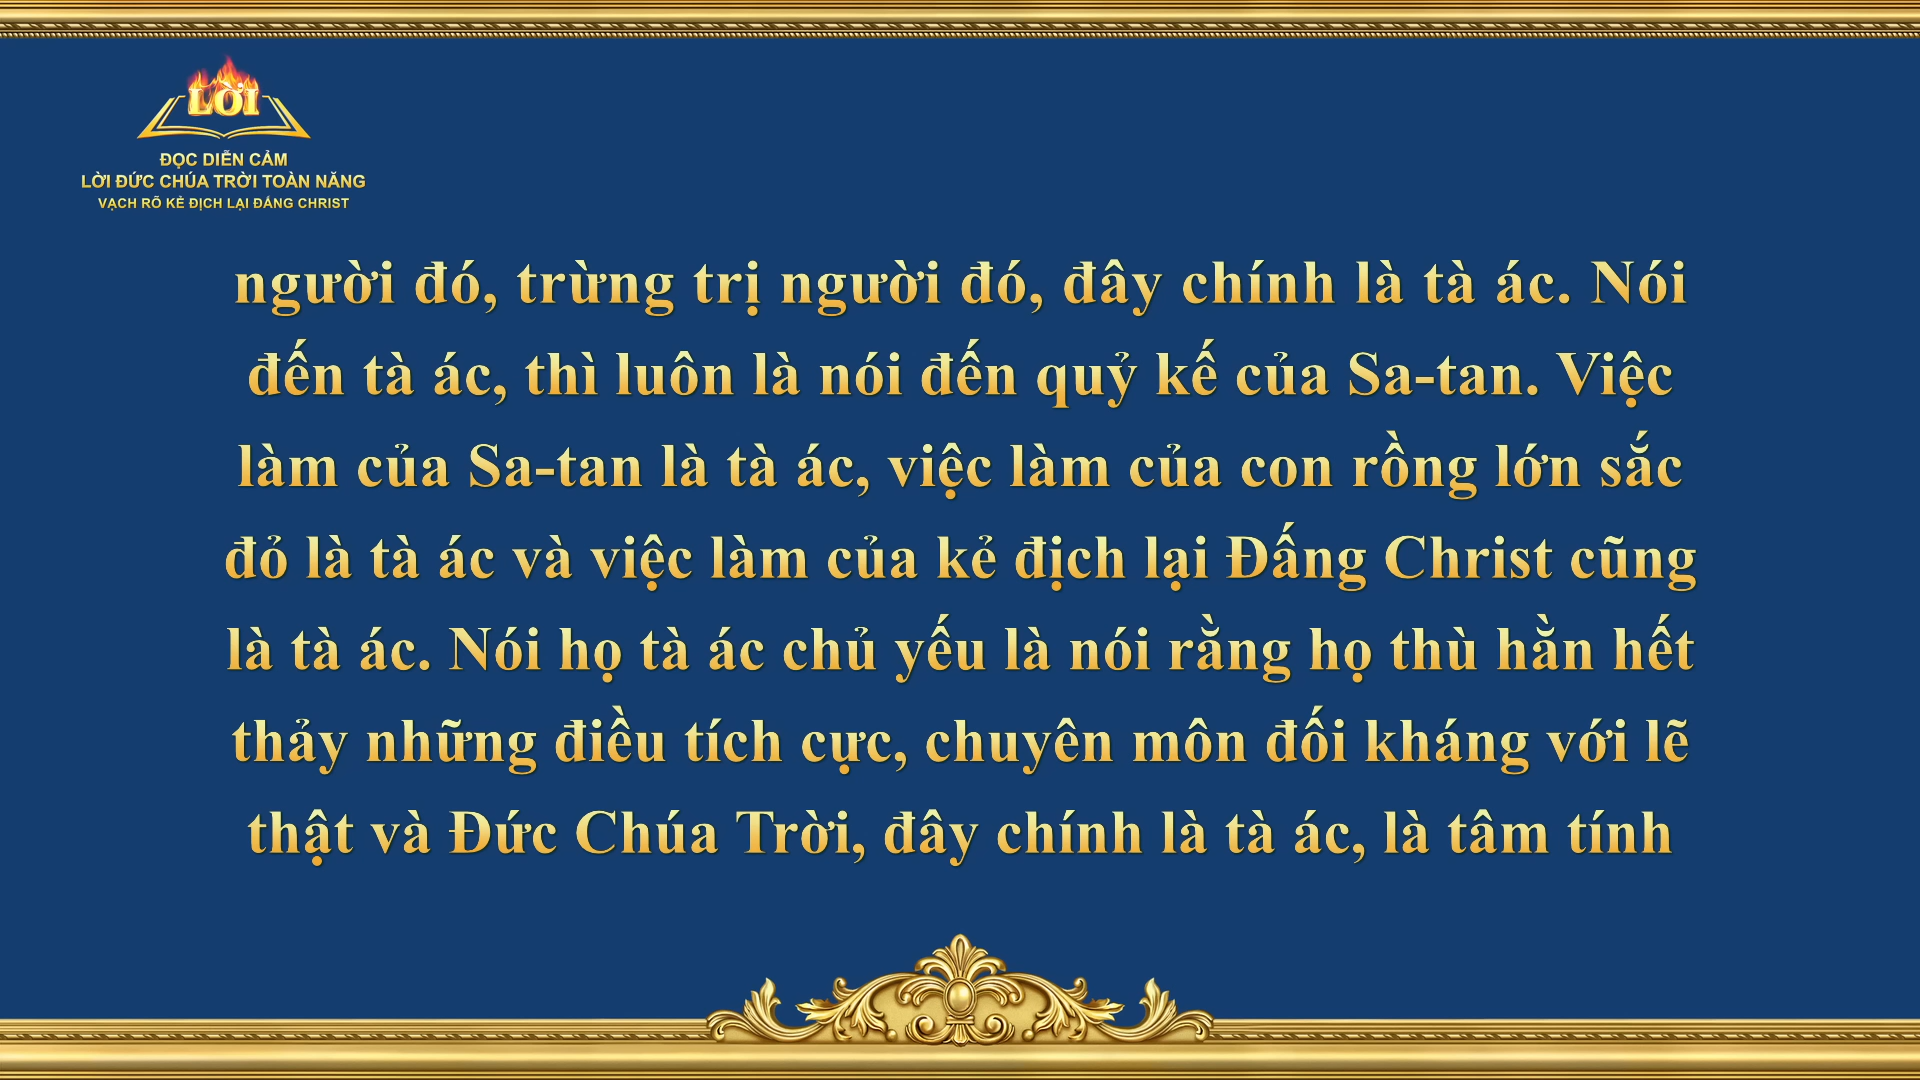 LỜI
ĐỌC DIỄN CẢM
LỜI ĐỨC CHÚA TRỜI TOÀN NĂNG
VẠCH RÕ KẺ ĐỊCH LẠI ĐẤNG CHRIST
người đó, trừng trị người đó, đây chính là tà ác. Nói
đến tà ác, thì luôn là nói đến quỷ kế của Sa-tan. Việc
làm của Sa-tan là tà ác, việc làm của con rồng lớn sắc
đỏ là tà ác và việc làm của kẻ địch lại Đấng Christ cũng
là tà ác. Nói họ tà ác chủ yếu là nói rằng họ thù hằn hết
thảy những điều tích cực, chuyên môn đối kháng với lẽ
thật và Đức Chúa Trời, đây chính là tà ác, là tâm tính